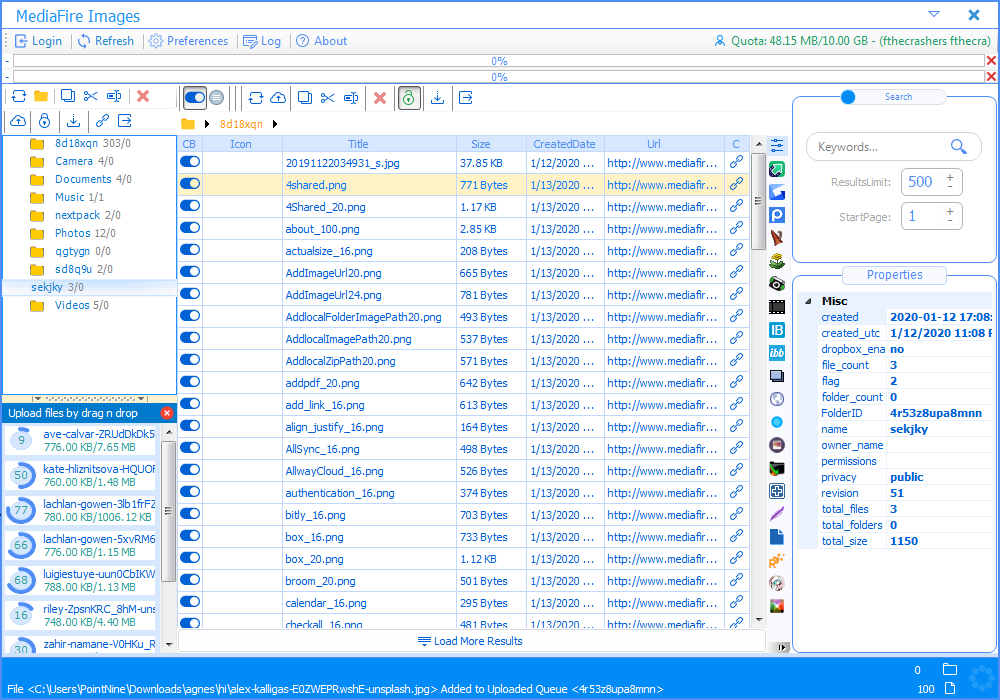 MediaFire Images
Login Refresh Preferences Log About Quota: 48.15 MB/10.00 GB - (fthecrashers fthecra)
- 0%
- 0%
Search
8d18xqn
CB Icon Title Size CreatedDate Url C
8d18xqn 303/0
Camera 4/0
Documents 4/0
Music 1/1
nextpack 2/0
Photos 12/0
qgtygn 0/0
sd8q9u 2/0
sekjky 3/0
Videos 5/0
20191122034931_s.jpg 37.85 KB 1/12/2020 ... http://www.mediafir...
4shared.png 771 Bytes 1/13/2020 ... http://www.mediafir...
4Shared_20.png 1.17 KB 1/13/2020 ... http://www.mediafir...
about_100.png 2.85 KB 1/13/2020 ... http://www.mediafir...
actualsize_16.png 208 Bytes 1/13/2020 ... http://www.mediafir...
AddImageUrl20.png 665 Bytes 1/13/2020 ... http://www.mediafir...
AddImageUrl24.png 781 Bytes 1/13/2020 ... http://www.mediafir...
AddlocalFolderImagePath20.png 493 Bytes 1/13/2020 ... http://www.mediafir...
AddlocalImagePath20.png 537 Bytes 1/13/2020 ... http://www.mediafir...
AddlocalZipPath20.png 571 Bytes 1/13/2020 ... http://www.mediafir...
addpdf_20.png 642 Bytes 1/13/2020 ... http://www.mediafir...
add_link_16.png 613 Bytes 1/13/2020 ... http://www.mediafir...
align_justify_16.png 164 Bytes 1/13/2020 ... http://www.mediafir...
AllSync_16.png 498 Bytes 1/13/2020 ... http://www.mediafir...
AllwayCloud_16.png 526 Bytes 1/13/2020 ... http://www.mediafir...
authentication_16.png 374 Bytes 1/13/2020 ... http://www.mediafir...
bitly_16.png 703 Bytes 1/13/2020 ... http://www.mediafir...
box_16.png 733 Bytes 1/13/2020 ... http://www.mediafir...
box_20.png 1.12 KB 1/13/2020 ... http://www.mediafir...
broom_20.png 501 Bytes 1/13/2020 ... http://www.mediafir...
calendar_16.png 295 Bytes 1/13/2020 ... http://www.mediafir...
checkall_16.png 481 Bytes 1/13/2020 ... http://www.mediafir...
Load More Results
Upload files by drag n drop
9 ave-calvar-ZRUdDkDk5
776.00 KB/7.65 MB
50 kate-hliznitsova-HQUOF
760.00 KB/1.48 MB
77 lachlan-gowen-3lb1frFZ
780.00 KB/1006.12 KB
66 lachlan-gowen-5xvRM6
776.00 KB/1.15 MB
68 luigiestuye-uun0CbIKW
788.00 KB/1.13 MB
16 riley-ZpsnKRC_8hM-uns
748.00 KB/4.40 MB
30 zahir-namane-V0HKu_R
Keywords...
ResultsLimit: 500
StartPage: 1
Properties
Misc
created 2020-01-12 17:08:
created_utc 1/12/2020 11:08 P
dropbox_ena no
file_count 3
flag 2
folder_count 0
FolderID 4r53z8upa8mnn
name sekjky
owner_name
permissions
privacy public
revision 51
total_files 3
total_folders 0
total_size 1150
IB
ibb
0
File <C:\Users\PointNine\Downloads\agnes\hi\alex-kalligas-E0ZWEPRwshE-unsplash.jpg> Added to Uploaded Queue <4r53z8upa8mnn> 100